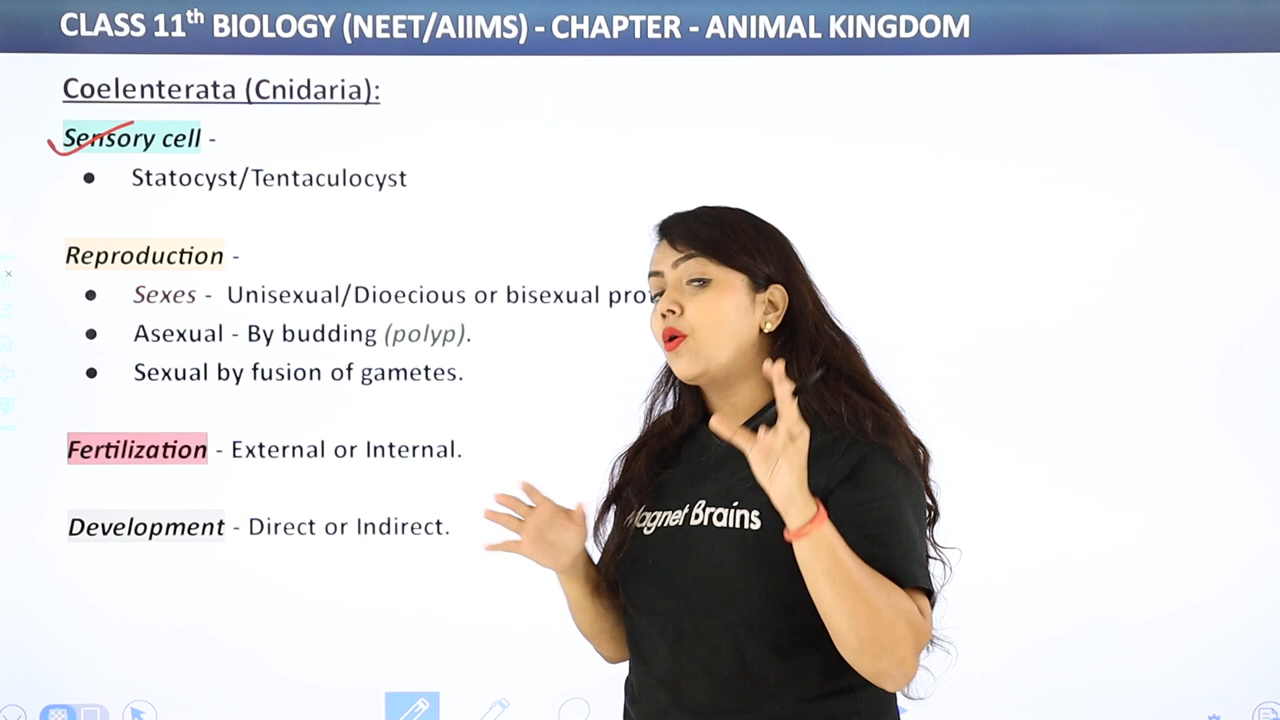 CLASS 11th BIOLOGY (NEET/AIIMS) - CHAPTER - ANIMAL KINGDOM
Coelenterata (Cnidaria):
Sensory cell -
● Statocyst/Tentaculocyst
Reproduction -
● Sexes - Unisexual/Dioecious or bisexual
● Asexual - By budding (polyp).
● Sexual by fusion of gametes.
Fertilization - External or Internal.
Development - Direct or Indirect.
Magnet Brains